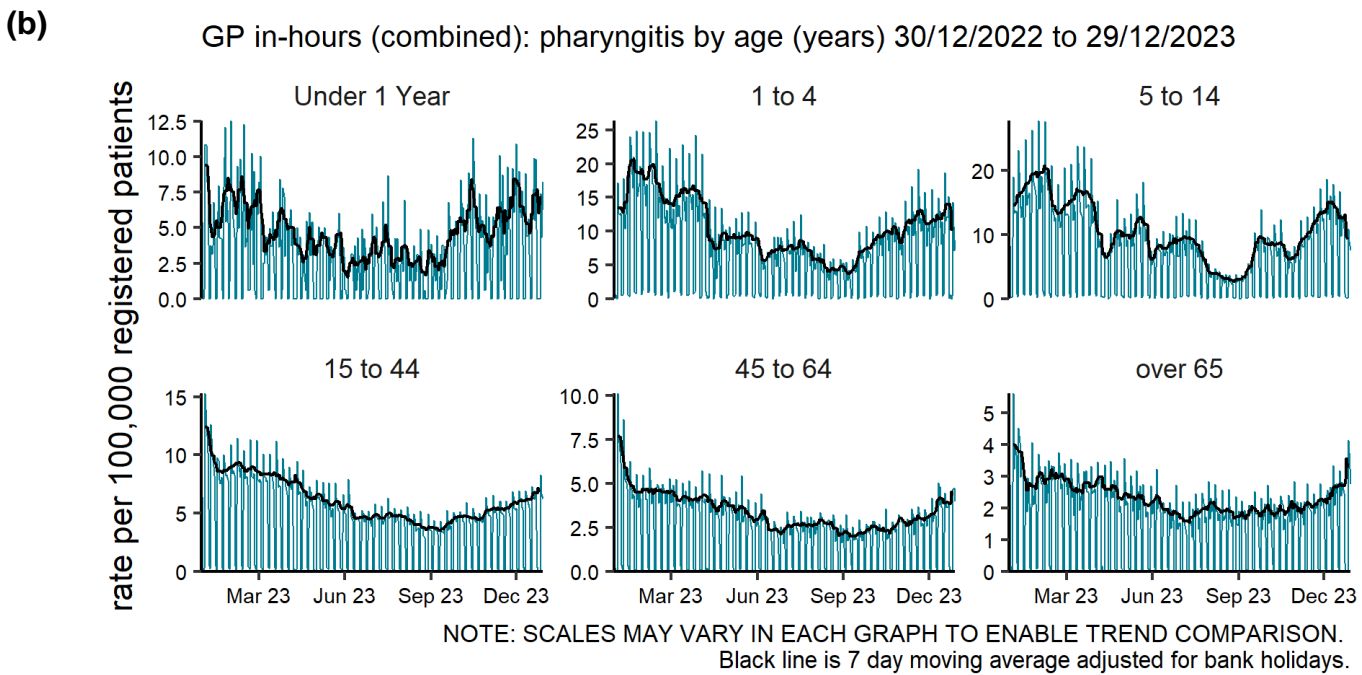 (b)
GP in-hours (combined): pharyngitis by age (years) 30/12/2022 to 29/12/2023
rate per 100,000 registered patients
Under 1 Year
12.5
10.0
7.5
5.0
2.5
0.0
1 to 4
25
20
15
10
5
0
5 to 14
20
10
0
15 to 44
15
10
5
0
Mar 23 Jun 23 Sep 23 Dec 23
45 to 64
10.0
7.5
5.0
2.5
0.0
Mar 23 Jun 23 Sep 23 Dec 23
over 65
5
4
3
2
1
0
Mar 23 Jun 23 Sep 23 Dec 23
NOTE: SCALES MAY VARY IN EACH GRAPH TO ENABLE TREND COMPARISON.
Black line is 7 day moving average adjusted for bank holidays.